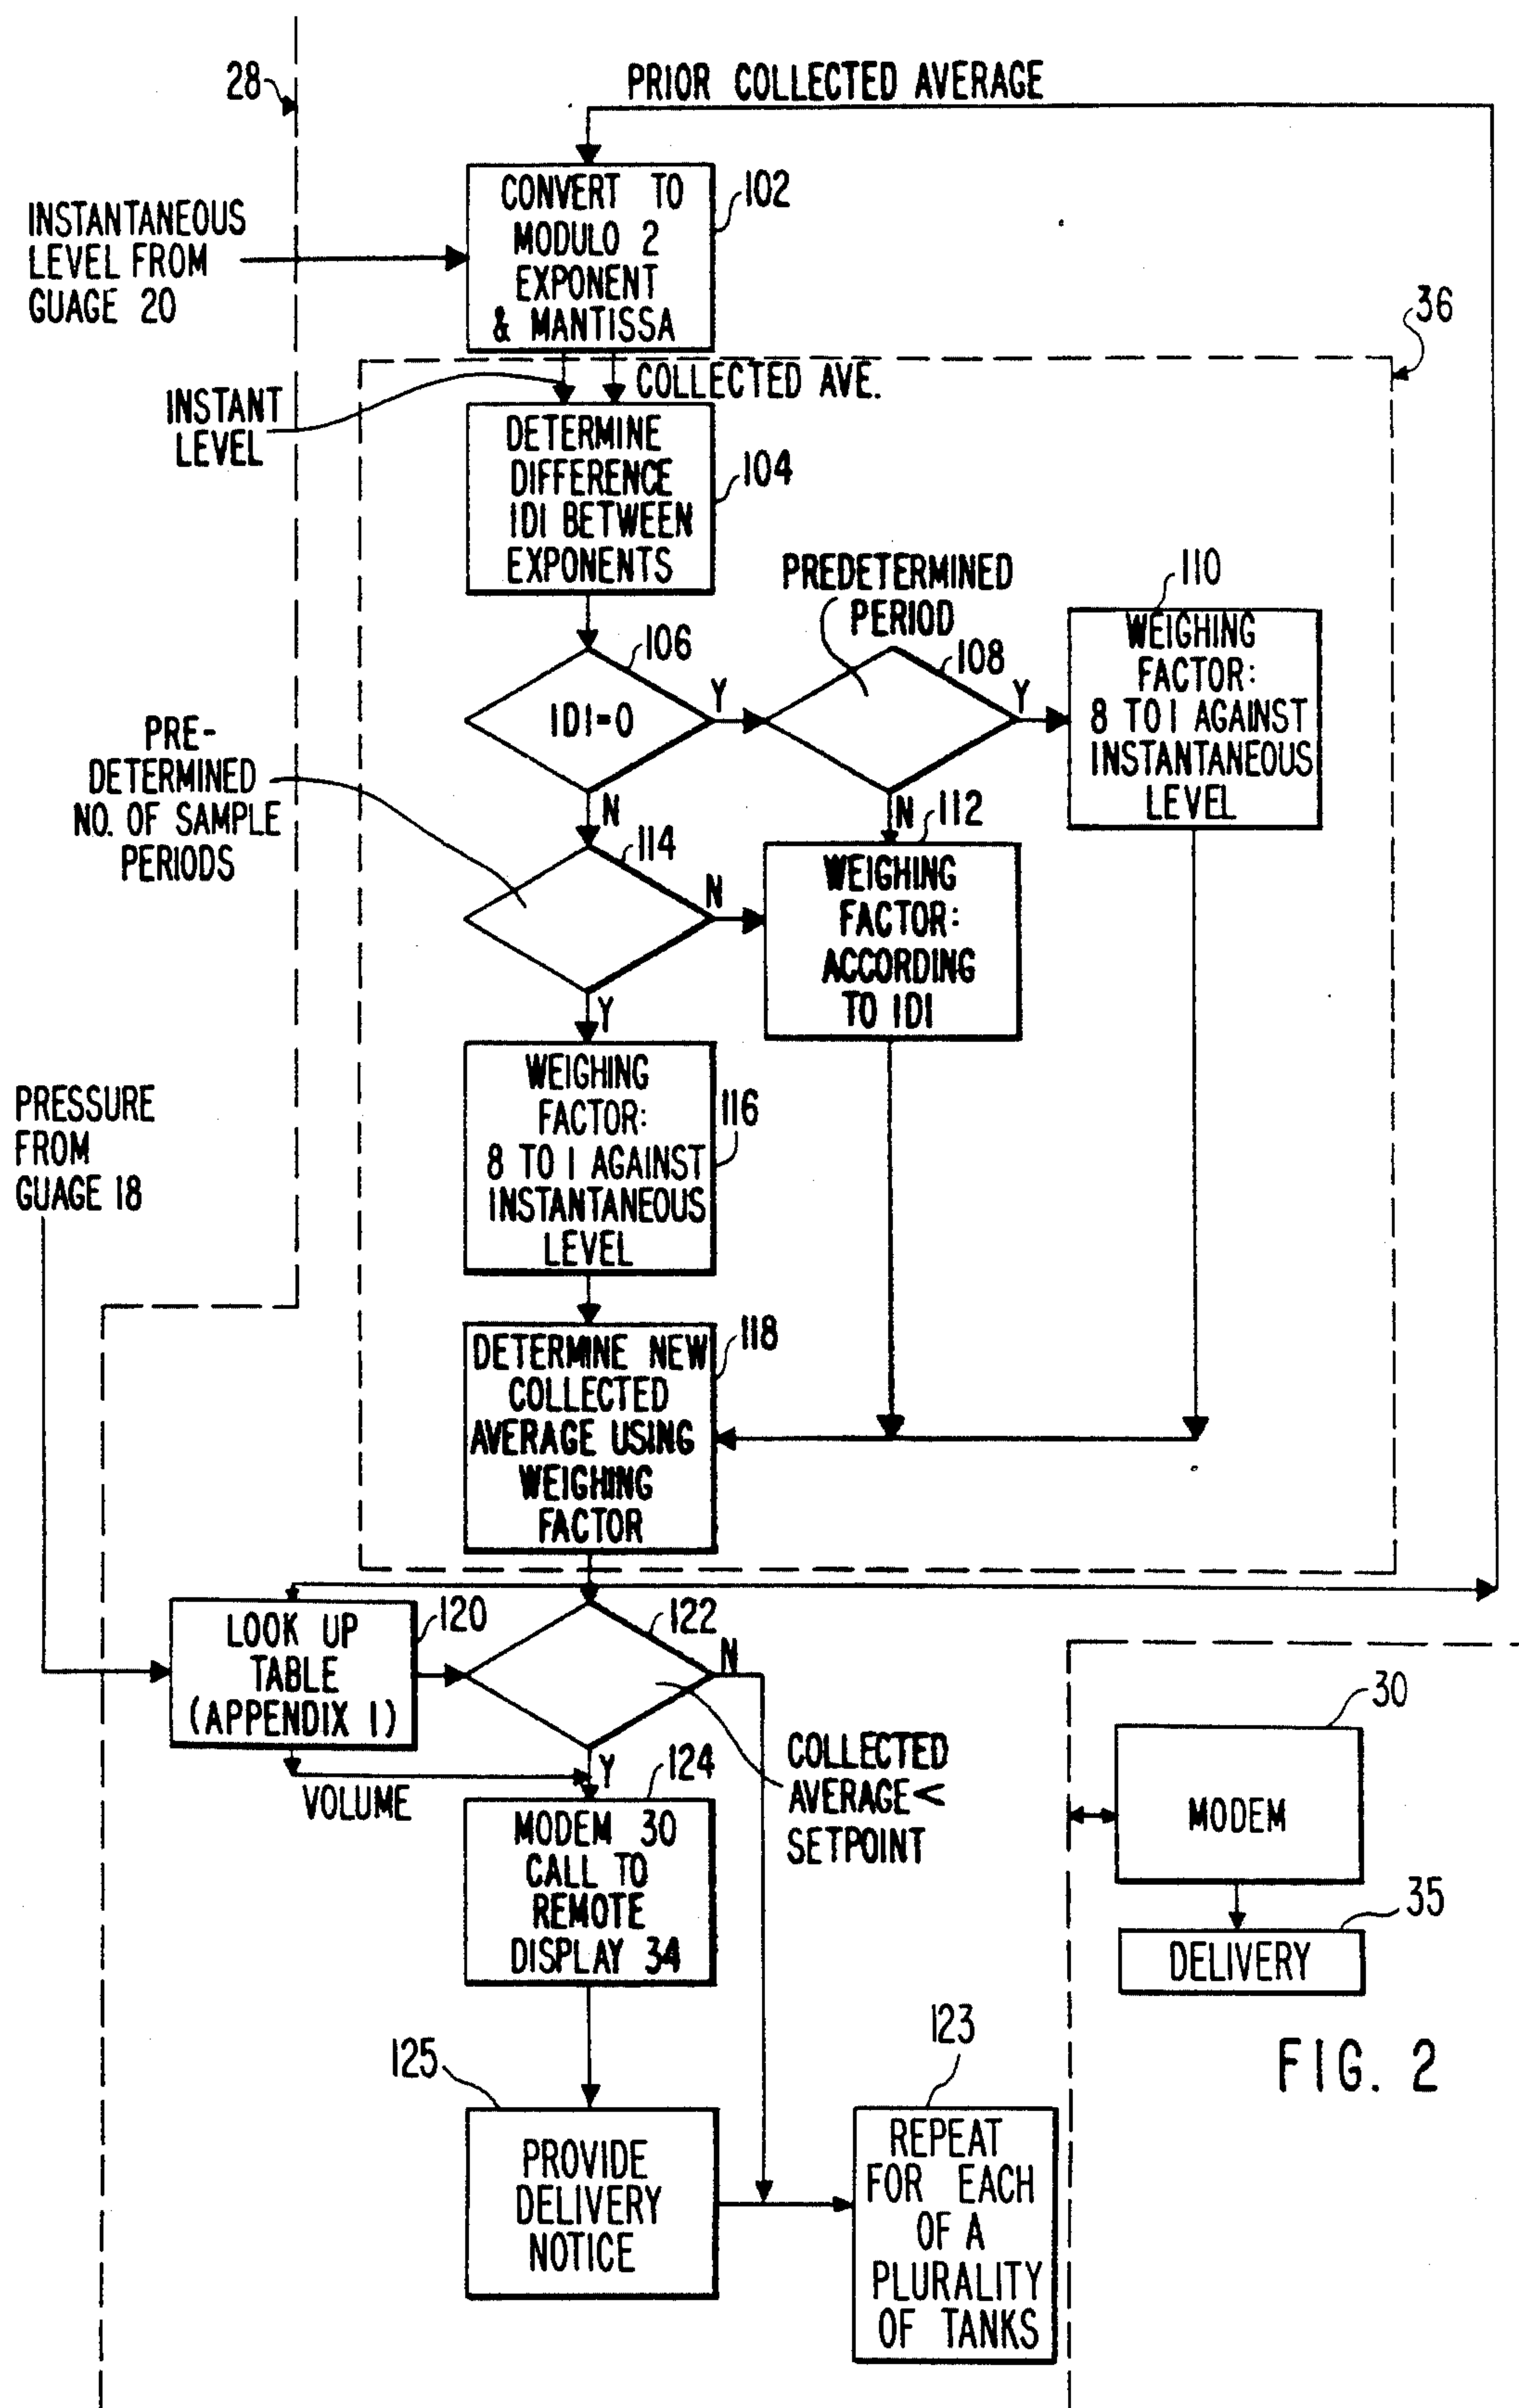 28
PRIOR COLLECTED AVERAGE
INSTANTANEOUS
LEVEL FROM
GUAGE 20
CONVERT TO
MODULO 2
EXPONENT
& MANTISSA
102
36
INSTANT
LEVEL
COLLECTED AVE.
DETERMINE
DIFFERENCE
|D| BETWEEN
EXPONENTS
104
106
|D|=0
Y
N
PREDETERMINED
PERIOD
108
Y
N
110
WEIGHING
FACTOR:
8 TO 1 AGAINST
INSTANTANEOUS
LEVEL
PRE-
DETERMINED
NO. OF SAMPLE
PERIODS
114
N
Y
112
WEIGHING
FACTOR:
ACCORDING
TO |D|
WEIGHING
FACTOR:
8 TO 1 AGAINST
INSTANTANEOUS
LEVEL
116
PRESSURE
FROM
GUAGE 18
DETERMINE NEW
COLLECTED
AVERAGE USING
WEIGHING
FACTOR
118
LOOK UP
TABLE
(APPENDIX 1)
120
122
N
Y
VOLUME
COLLECTED
AVERAGE<
SETPOINT
124
MODEM 30
CALL TO
REMOTE
DISPLAY 34
30
MODEM
35
DELIVERY
125
PROVIDE
DELIVERY
NOTICE
123
REPEAT
FOR EACH
OF A
PLURALITY
OF TANKS
FIG. 2